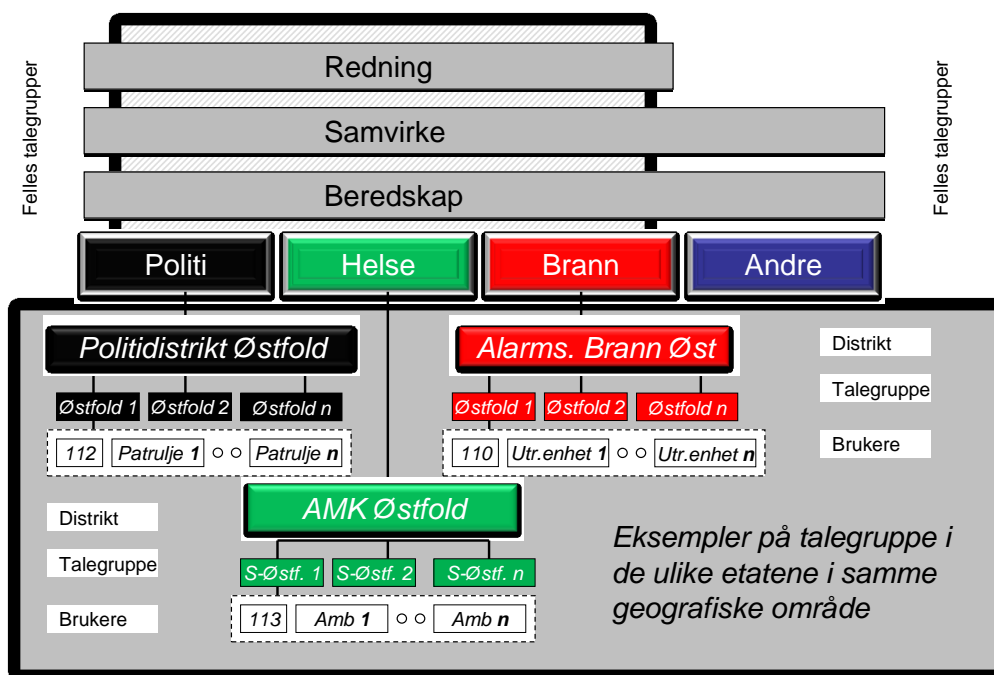 Felles talegrupper
Redning
Samvirke
Beredskap
Felles talegrupper
Politi
Helse
Brann
Andre
Politidistrikt Østfold
Alarms. Brann Øst
Distrikt
Østfold 1
Østfold 2
Østfold n
Østfold 1
Østfold 2
Østfold n
Talegruppe
112
Patrulje 1
Patrulje n
110
Utr.enhet 1
Utr.enhet n
Brukere
Distrikt
AMK Østfold
Talegruppe
S-Østf. 1
S-Østf. 2
S-Østf. n
Brukere
113
Amb 1
Amb n
Eksempler på talegruppe i
de ulike etatene i samme
geografiske område